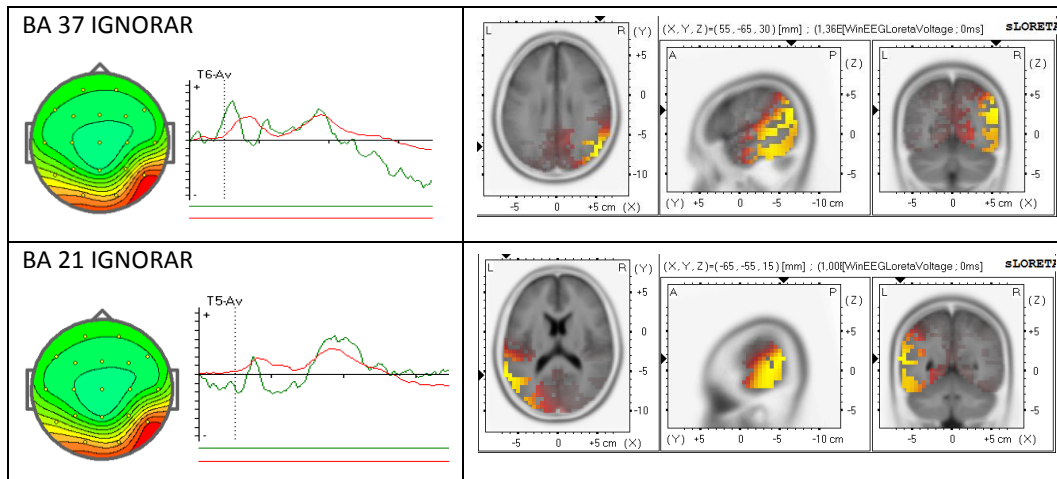 BA 37 IGNORAR
T6-Av
+
-
(X, Y, Z)=(55, -65, 30) [mm] ; (1,36E[WinEEGLoretaVoltage ; 0ms] sLORETA
L R (Y) A P (Z) L R (Z)
+5 0 -5 -10
+5 0 -5
+5 0 -5
-5 0 +5 cm (X)
(Y) +5 0 -5 -10 cm
-5 0 +5 cm (X)
BA 21 IGNORAR
T5-Av
+
-
(X, Y, Z)=(-65, -55, 15) [mm] ; (1,00E[WinEEGLoretaVoltage ; 0ms] sLORETA
L R (Y) A P (Z) L R (Z)
+5 0 -5 -10
+5 0 -5
+5 0 -5
-5 0 +5 cm (X)
(Y) +5 0 -5 -10 cm
-5 0 +5 cm (X)